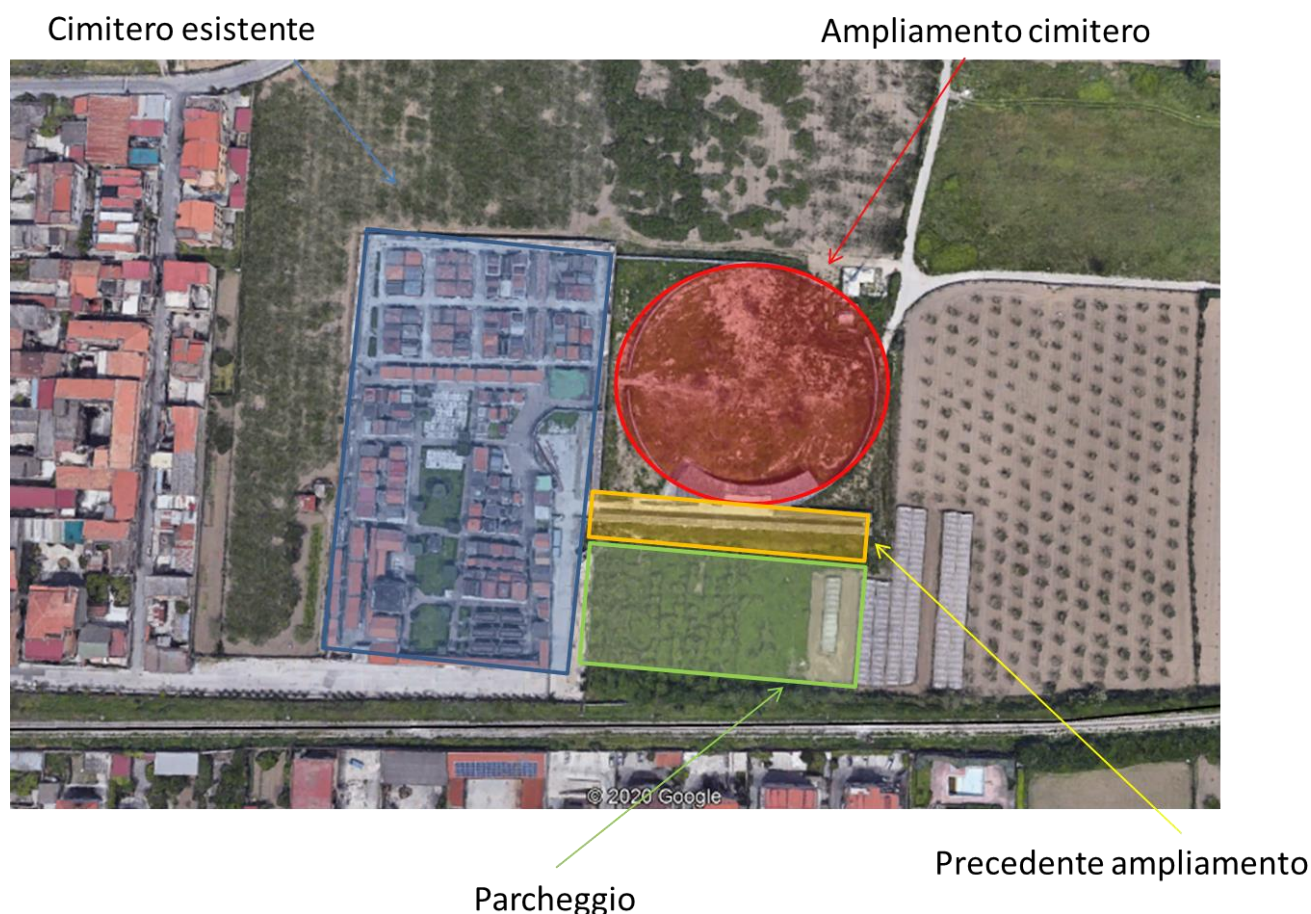 Cimitero esistente
Ampliamento cimitero
© 2020 Google
Precedente ampliamento
Parcheggio